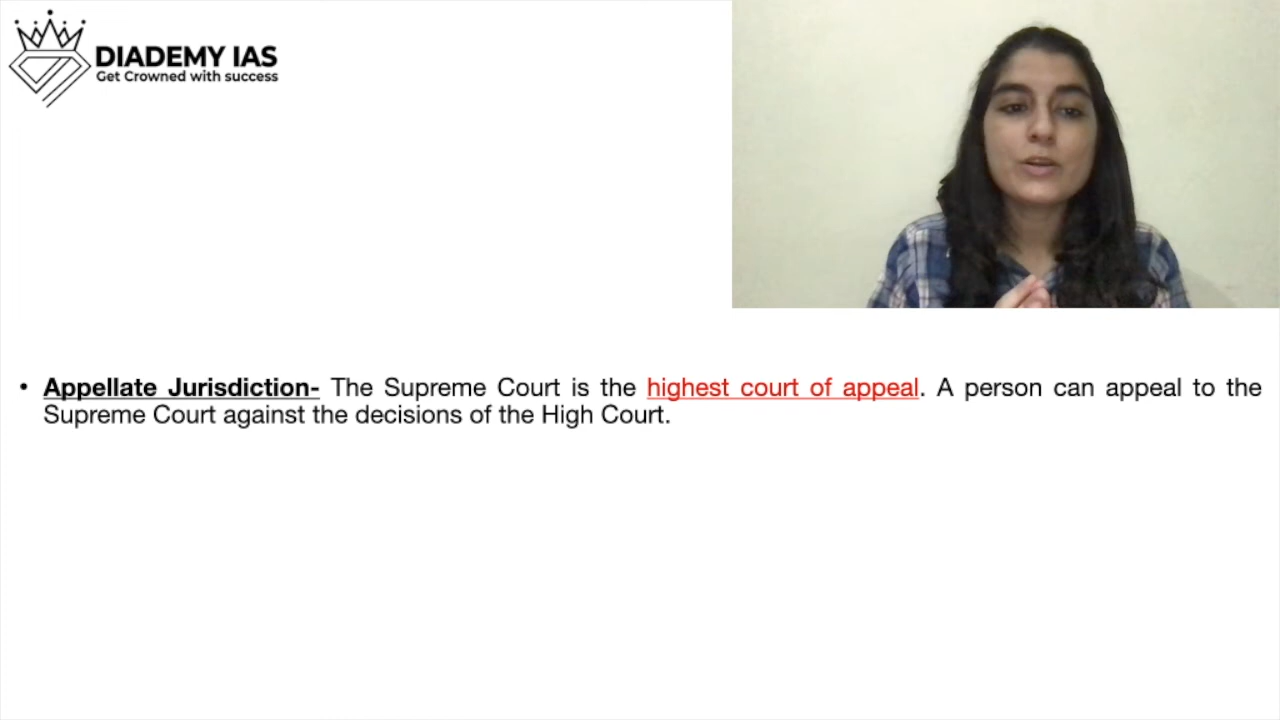 DIADEMY IAS
Get Crowned with success
• Appellate Jurisdiction- The Supreme Court is the highest court of appeal. A person can appeal to the
Supreme Court against the decisions of the High Court.